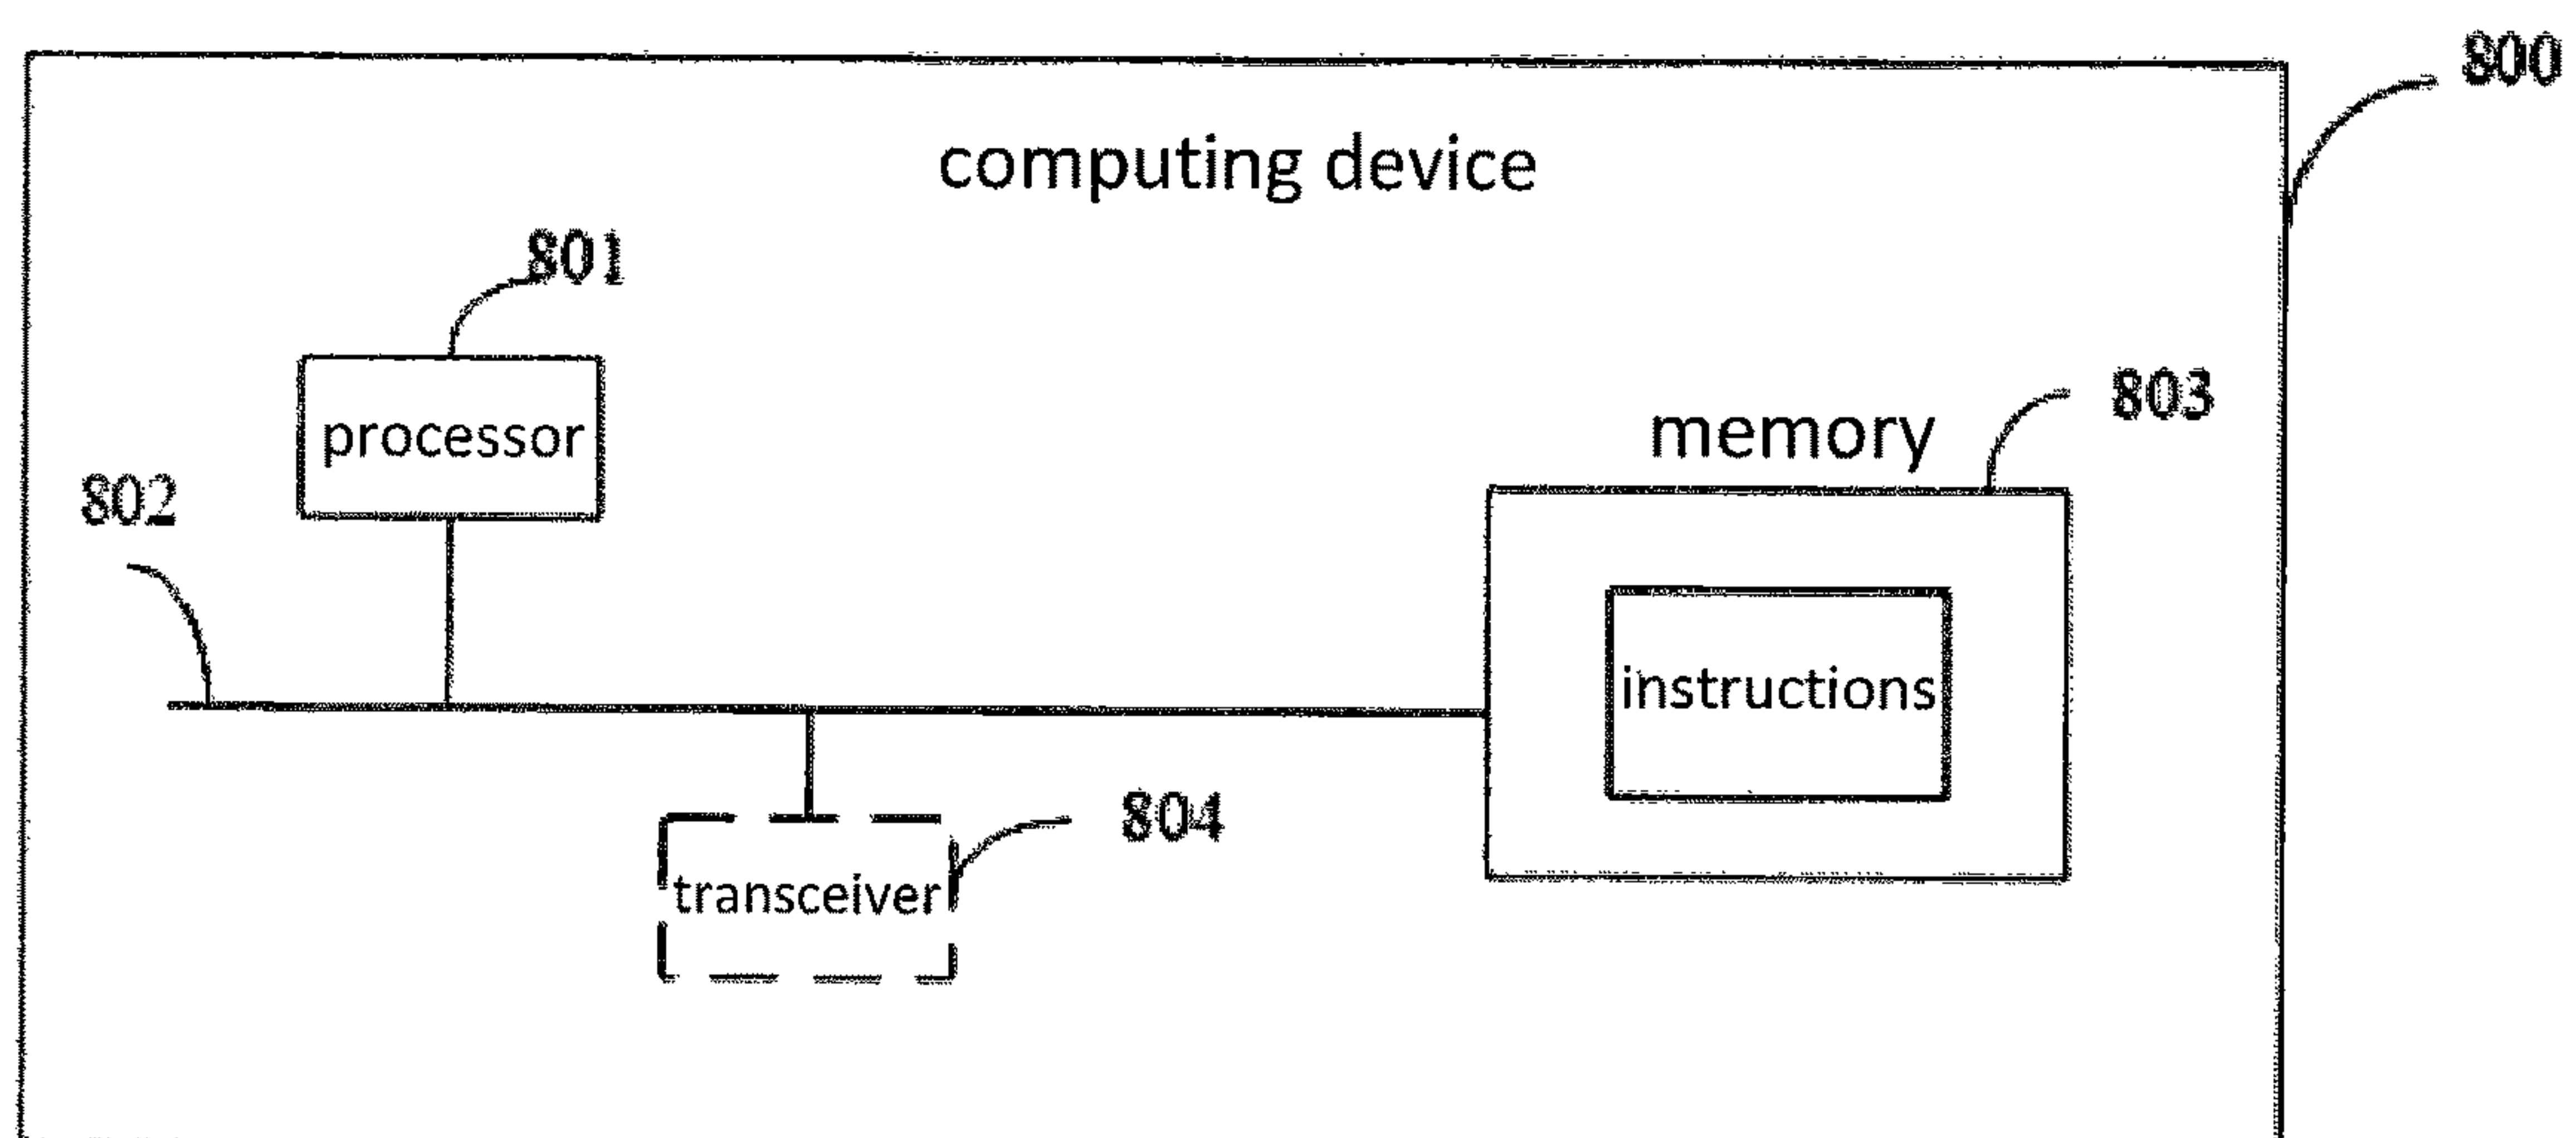 800
computing device
801
processor
803
memory
802
instructions
804
transceiver